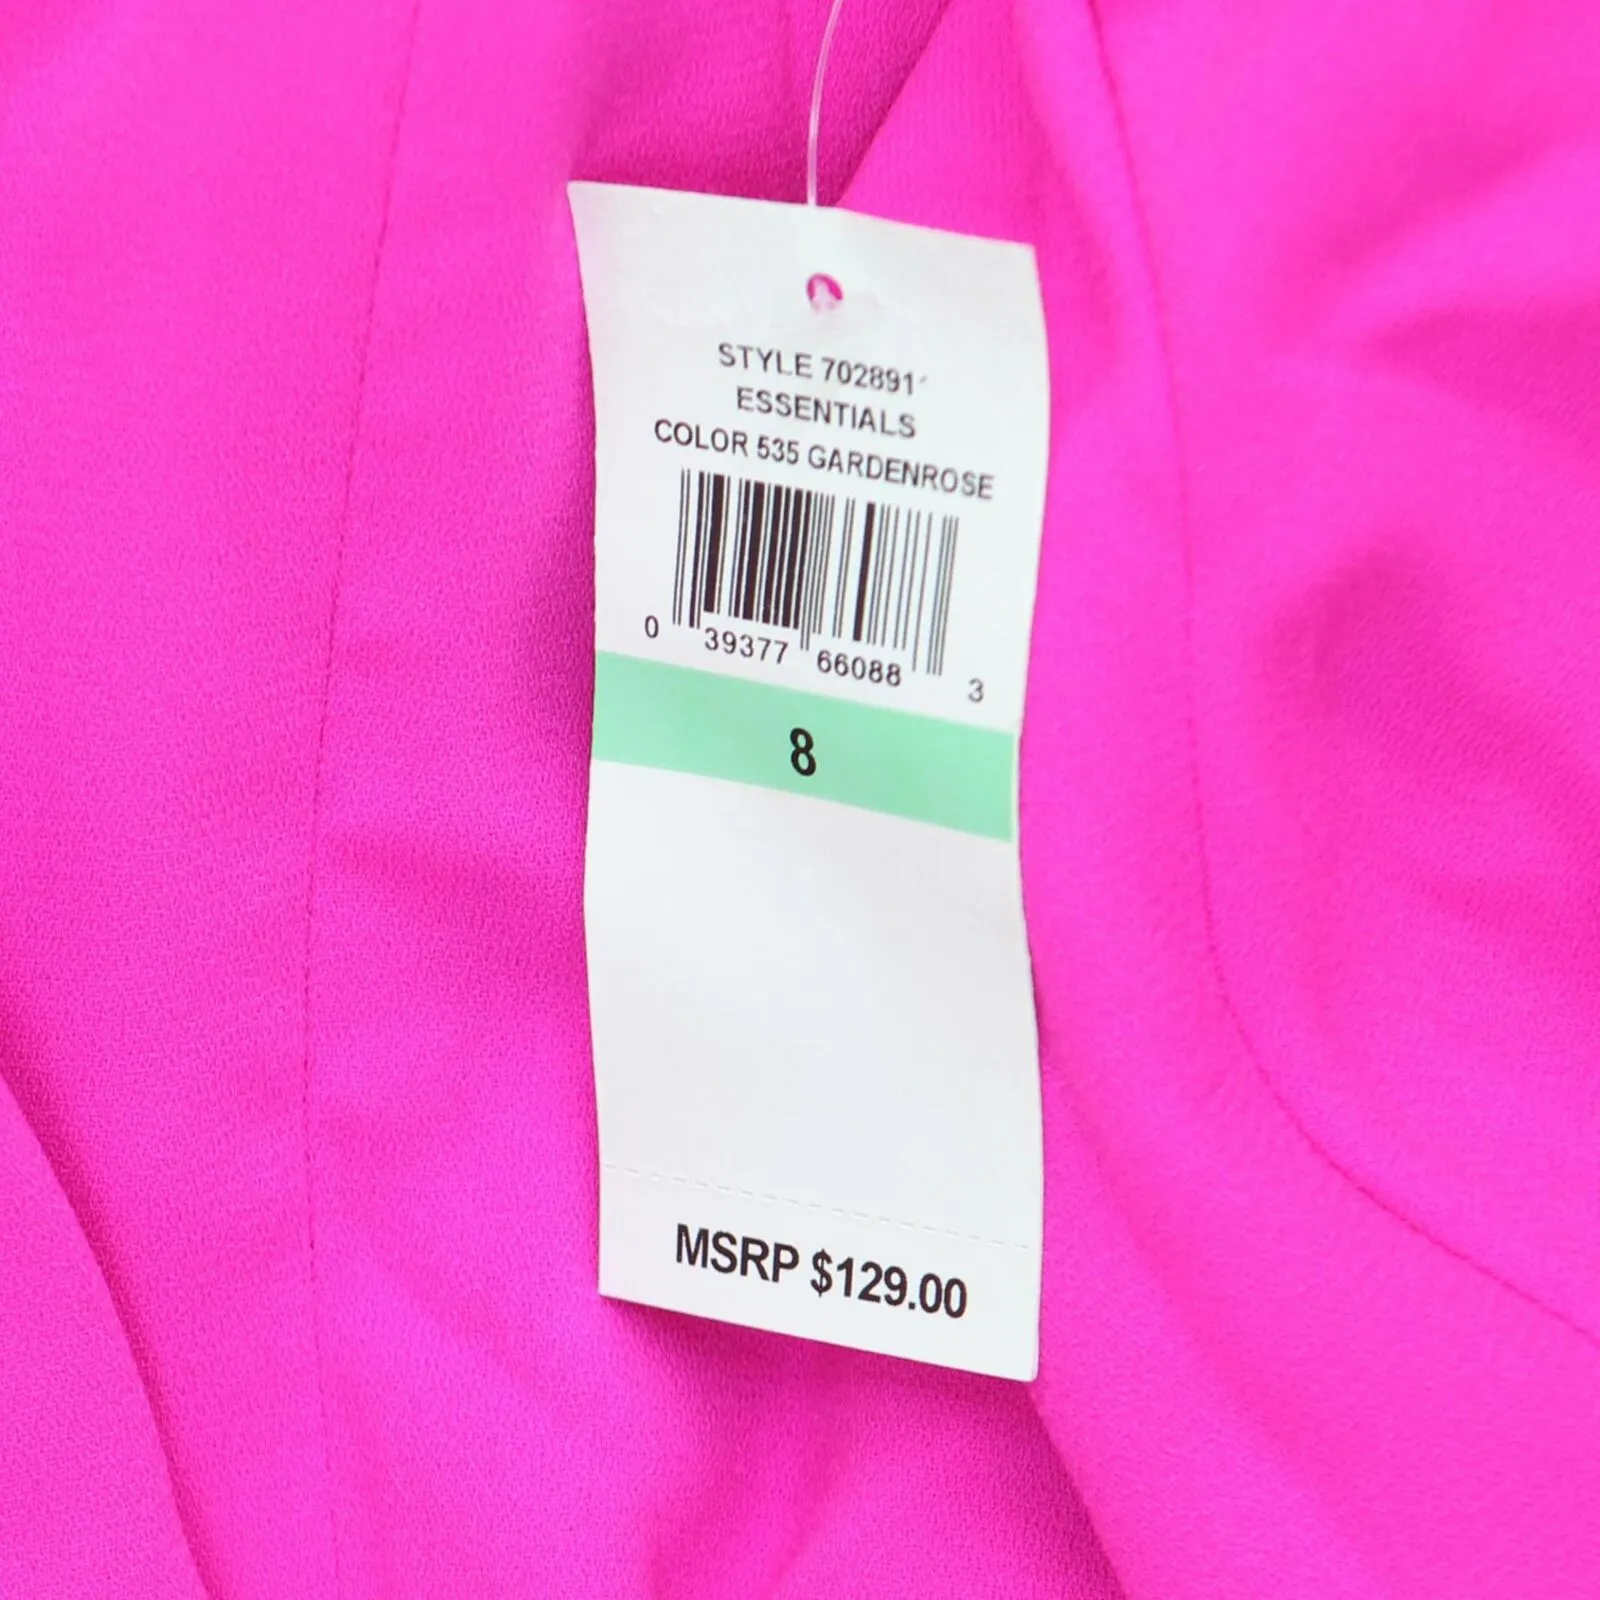 STYLE 702891
ESSENTIALS
COLOR 535 GARDENROSE
0 39377 66088 3
8
MSRP $129.00